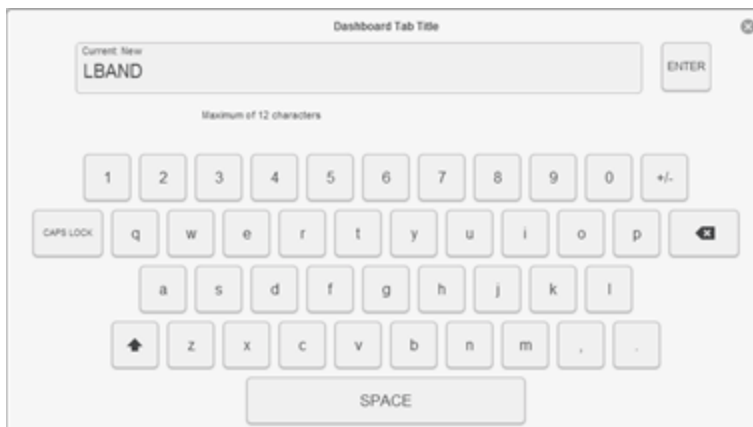 Dashboard Tab Title
Current: New
LBAND
ENTER
Maximum of 12 characters
1 2 3 4 5 6 7 8 9 0 +/-
CAPS LOCK q w e r t y u i o p
a s d f g h j k l
z x c v b n m , .
SPACE